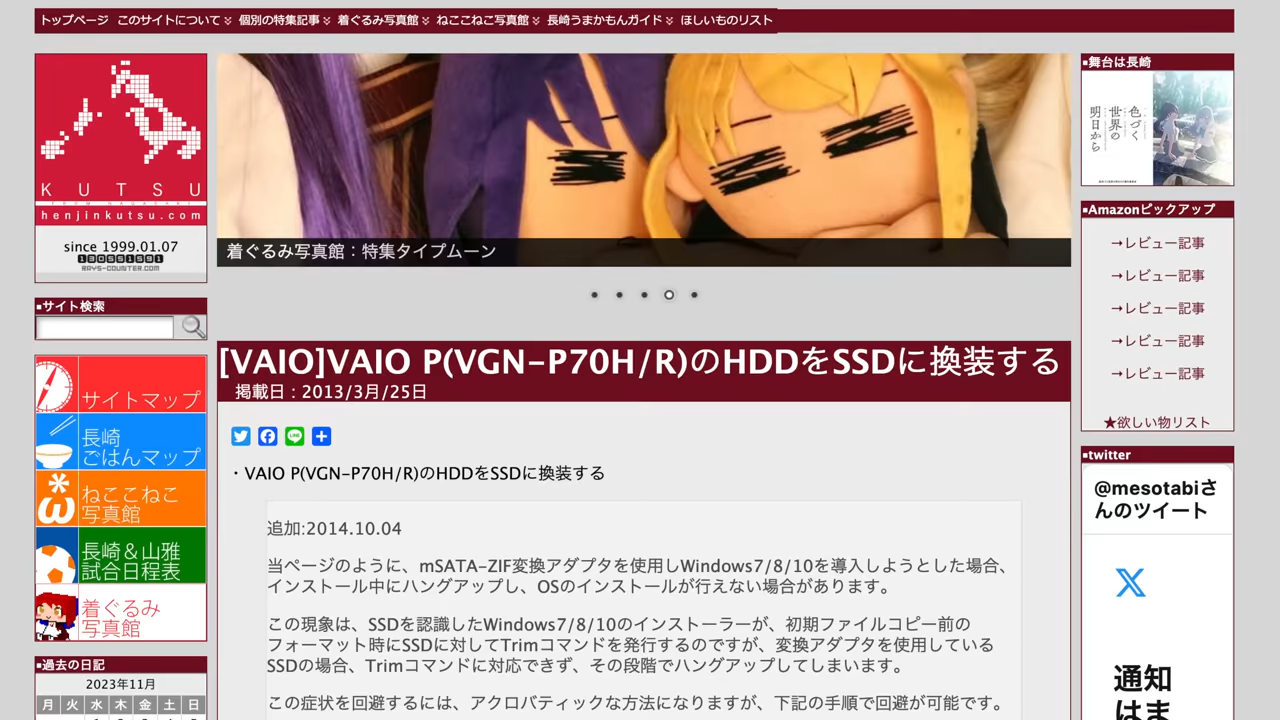 トップページ このサイトについて 個別の特集記事 着ぐるみ写真館 ねここねこ写真館 長崎うまかもんガイド ほしいものリスト
KUTSU
henjinkutsu.com
since 1999.01.07
RAYS-COUNTER.COM
■サイト検索
サイトマップ
長崎
ごはんマップ
ねここねこ
写真館
長崎&山雅
試合日程表
着ぐるみ
写真館
■過去の日記
2023年11月
月 火 水 木 金 土 日
着ぐるみ写真館:特集タイプムーン
[VAIO]VAIO P(VGN-P70H/R)のHDDをSSDに換装する
掲載日:2013/3月/25日
・VAIO P(VGN-P70H/R)のHDDをSSDに換装する
追加:2014.10.04
当ページのように、mSATA-ZIF変換アダプタを使用しWindows7/8/10を導入しようとした場合、
インストール中にハングアップし、OSのインストールが行えない場合があります。
この現象は、SSDを認識したWindows7/8/10のインストーラーが、初期ファイルコピー前の
フォーマット時にSSDに対してTrimコマンドを発行するのですが、変換アダプタを使用している
SSDの場合、Trimコマンドに対応できず、その段階でハングアップしてしまいます。
この症状を回避するには、アクロバティックな方法になりますが、下記の手順で回避が可能です。
■舞台は長崎
色づく
世界の
明日から
■Amazonピックアップ
→レビュー記事
→レビュー記事
→レビュー記事
→レビュー記事
→レビュー記事
★欲しい物リスト
■twitter
@mesotabiさ
んのツイート
通知
はま